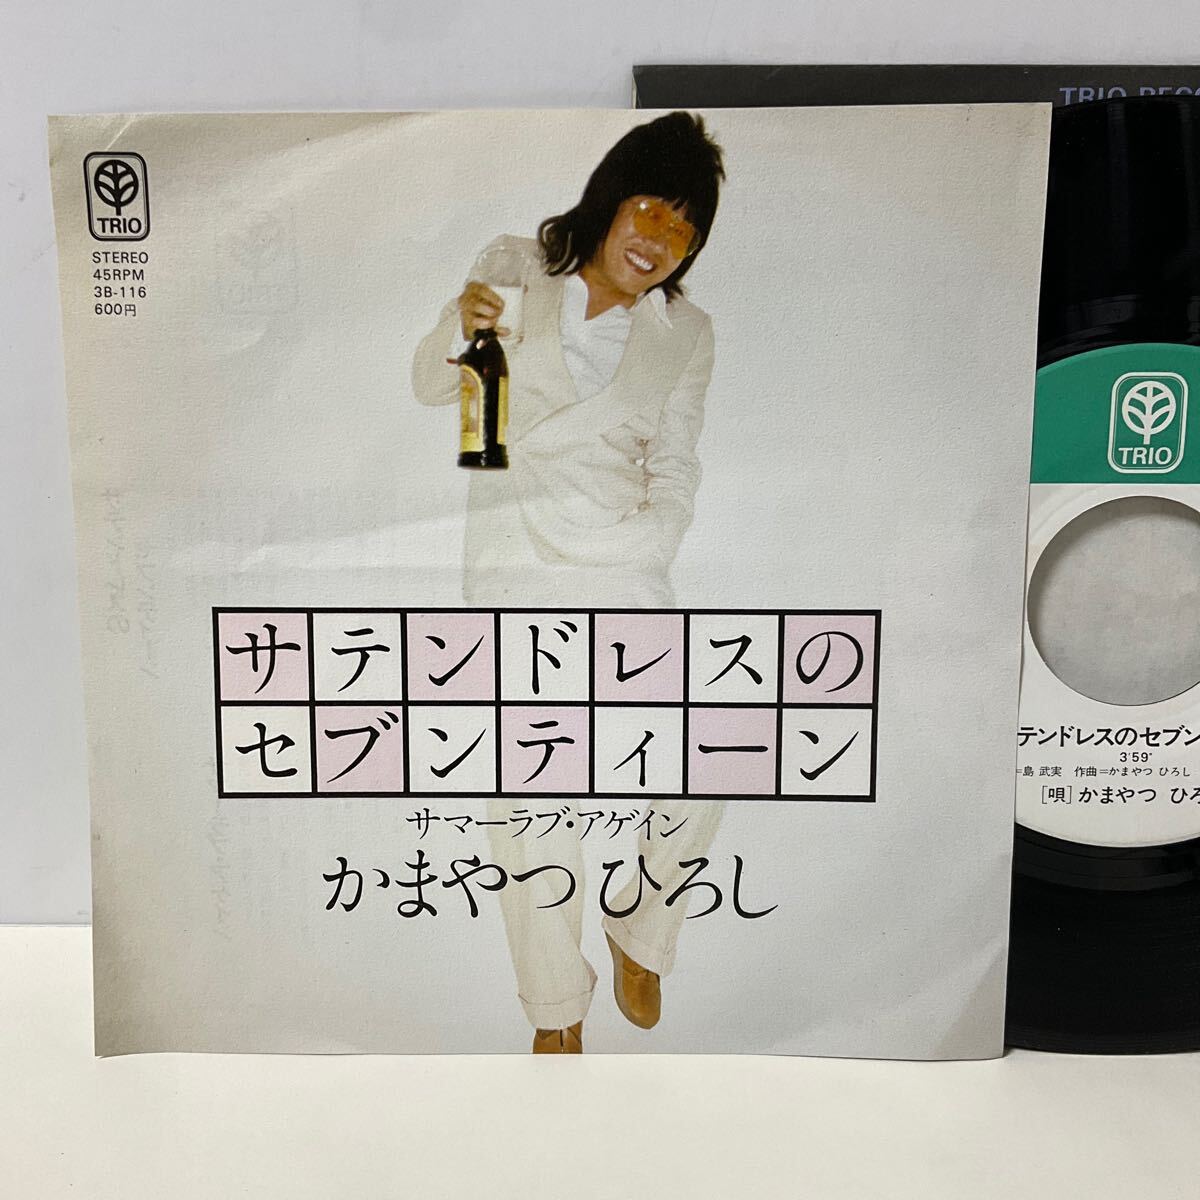 TRIO
STEREO
45RPM
3B-116
600円
サテンドレスの
セブンティーン
サマーラブ・アゲイン
かまやつ ひろし
TRIO RECO
TRIO
テンドレスのセブン
3'59"
=島 武実 作曲=かまやつ ひろし
[唄]かまやつ ひろ